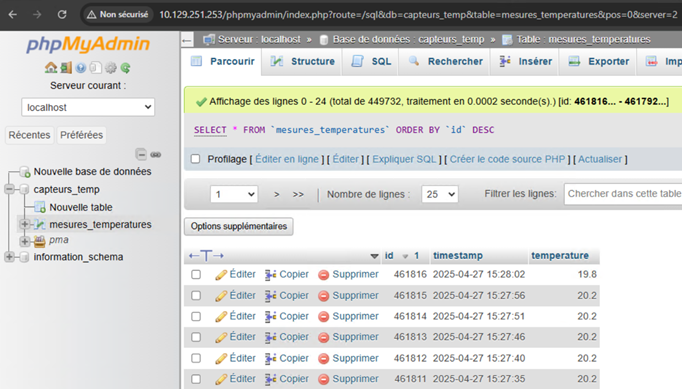 Non sécurisé 10.129.251.253/phpmyadmin/index.php?route=/sql&db=capteurs_temp&table=mesures_temperatures&pos=0&server=2
phpMyAdmin
Serveur courant :
localhost
Récentes Préférées
Nouvelle base de données
capteurs_temp
Nouvelle table
mesures_temperatures
pma
information_schema
Serveur : localhost » Base de données : capteurs_temp » Table : mesures_temperatures
Parcourir Structure SQL Rechercher Insérer Exporter Imp
Affichage des lignes 0 - 24 (total de 449732, traitement en 0.0002 seconde(s).) [id: 461816... - 461792...]
SELECT * FROM `mesures_temperatures` ORDER BY `id` DESC
Profilage [ Éditer en ligne ] [ Éditer ] [ Expliquer SQL ] [ Créer le code source PHP ] [ Actualiser ]
1 > >> Nombre de lignes : 25 Filtrer les lignes: Chercher dans cette table
Options supplémentaires
←T→ id 1 timestamp temperature
Éditer Copier Supprimer 461816 2025-04-27 15:28:02 19.8
Éditer Copier Supprimer 461815 2025-04-27 15:27:56 20.2
Éditer Copier Supprimer 461814 2025-04-27 15:27:51 20.2
Éditer Copier Supprimer 461813 2025-04-27 15:27:46 20.2
Éditer Copier Supprimer 461812 2025-04-27 15:27:40 20.2
Éditer Copier Supprimer 461811 2025-04-27 15:27:35 20.2